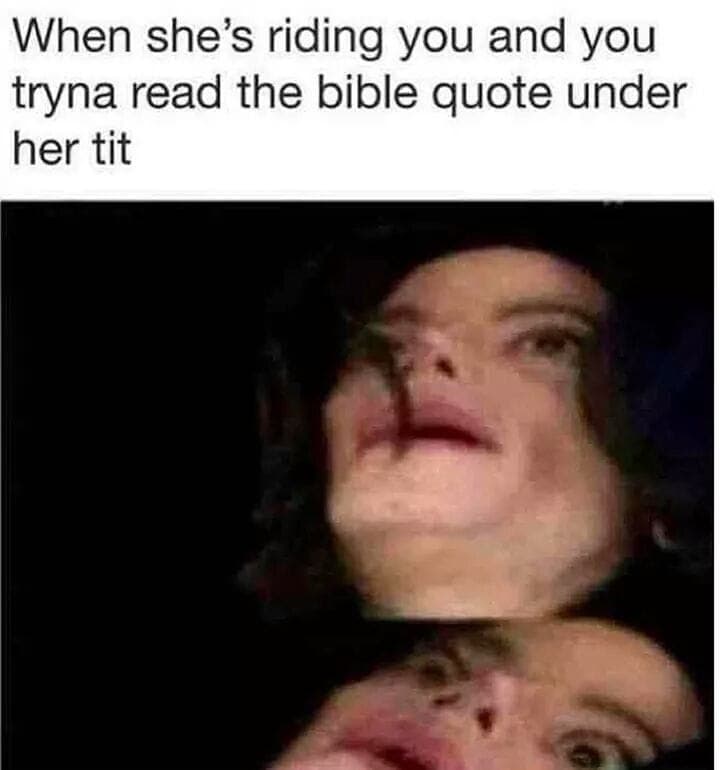 When she's riding you and you
tryna read the bible quote under
her tit